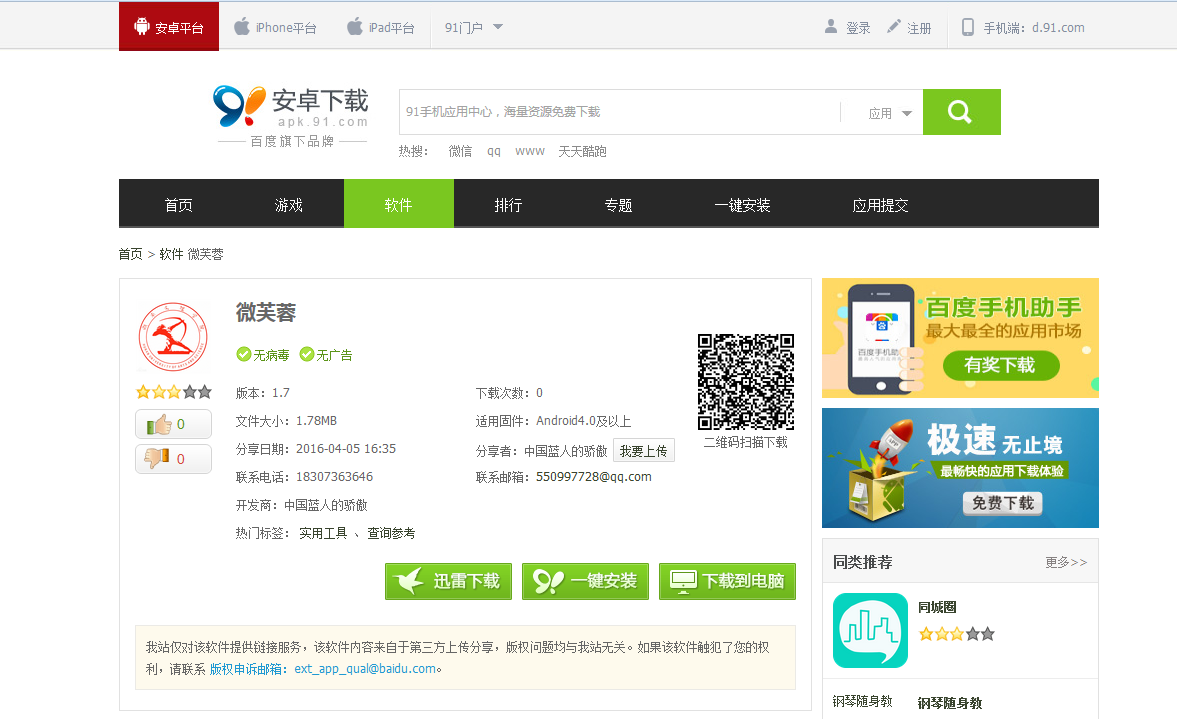 安卓平台 iPhone平台 iPad平台 91门户 登录 注册 手机端：d.91.com
安卓下载
apk.91.com
百度旗下品牌
91手机应用中心，海量资源免费下载 应用
热搜： 微信 qq www 天天酷跑
首页 游戏 软件 排行 专题 一键安装 应用提交
首页 > 软件 微芙蓉
微芙蓉
无病毒 无广告
版本：1.7 下载次数：0
0
文件大小：1.78MB 适用固件：Android4.0及以上
分享日期：2016-04-05 16:35 分享者：中国蓝人的骄傲 我要上传
0
联系电话：18307363646 联系邮箱：550997728@qq.com
开发商：中国蓝人的骄傲
热门标签： 实用工具 、 查询参考
二维码扫描下载
迅雷下载 一键安装 下载到电脑
我站仅对该软件提供链接服务，该软件内容来自于第三方上传分享，版权问题均与我站无关。如果该软件触犯了您的权
利，请联系 版权申诉邮箱：ext_app_qual@baidu.com。
百度手机助手
最大最全的应用市场
有奖下载
极速 无止境
最畅快的应用下载体验
免费下载
同类推荐 更多>>
同城圈
钢琴随身教 钢琴随身教